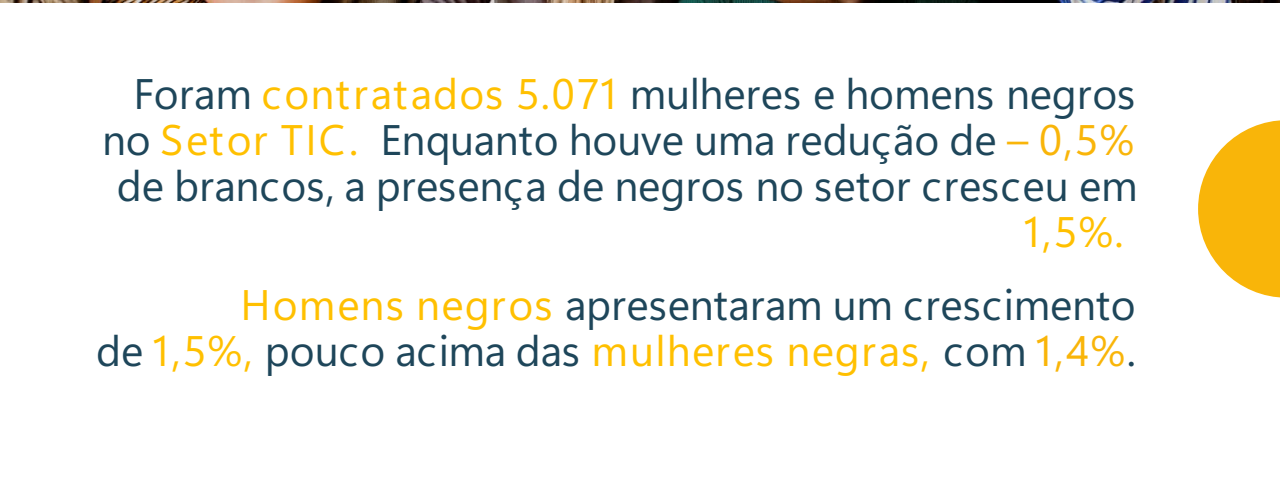 Foram contratados 5.071 mulheres e homens negros
no Setor TIC. Enquanto houve uma redução de – 0,5%
de brancos, a presença de negros no setor cresceu em
1,5%.
Homens negros apresentaram um crescimento
de 1,5%, pouco acima das mulheres negras, com 1,4%.